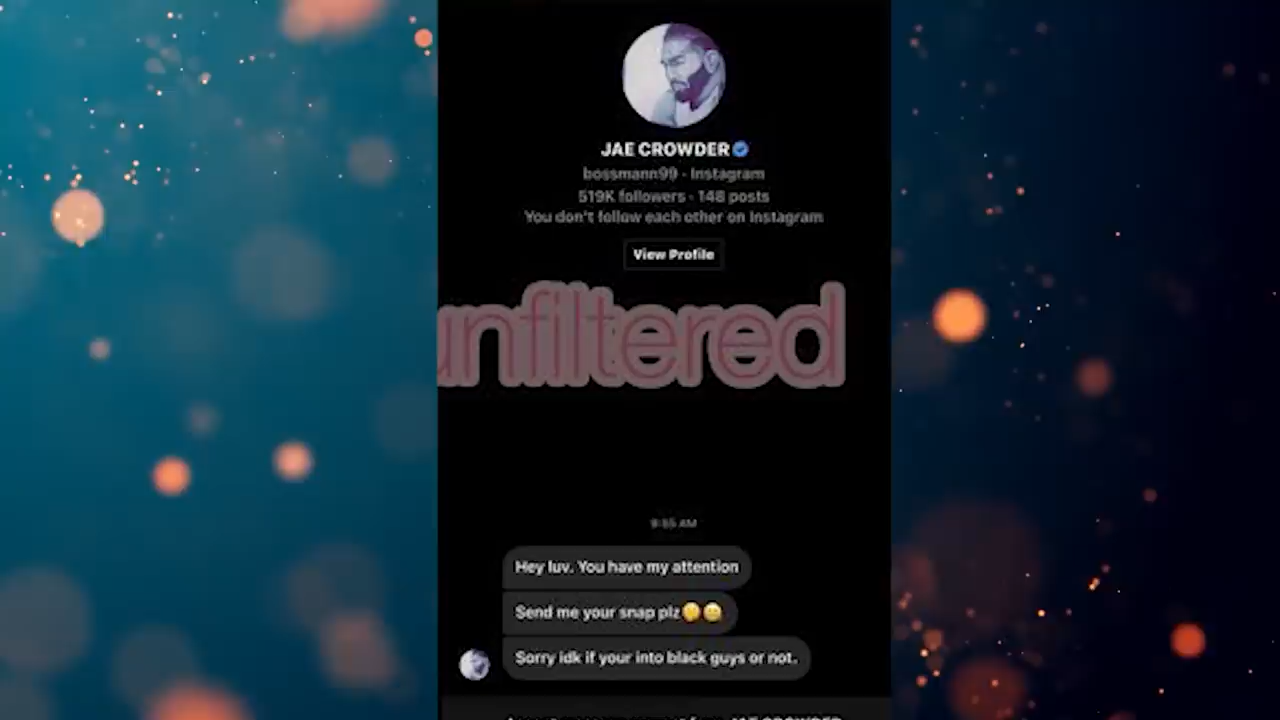 JAE CROWDER
bossmann99 · Instagram
519K followers · 148 posts
You don't follow each other on Instagram
View Profile
unfiltered
9:55 AM
Hey luv. You have my attention
Send me your snap plz🤔😀
Sorry idk if your into black guys or not.
JAE CROWDER